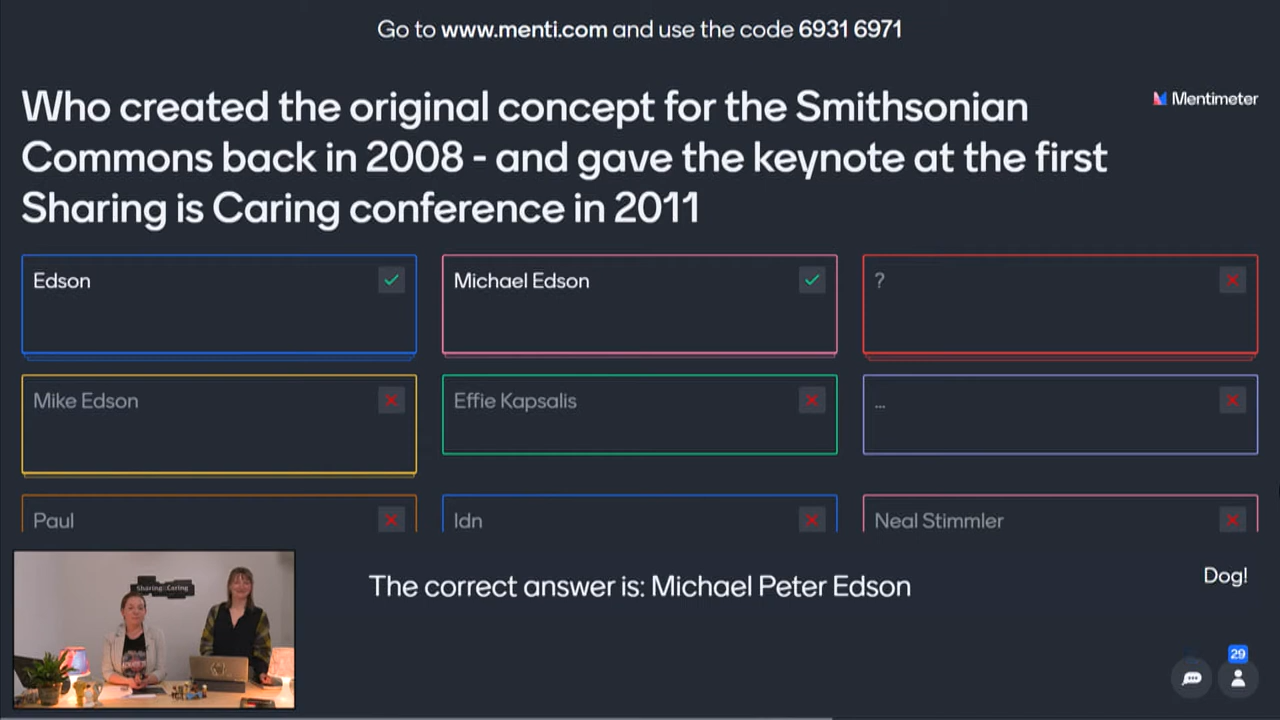 Go to www.menti.com and use the code 6931 6971
Who created the original concept for the Smithsonian
Commons back in 2008 - and gave the keynote at the first
Sharing is Caring conference in 2011
Mentimeter
Edson
Michael Edson
?
Mike Edson
Effie Kapsalis
...
Paul
Idn
Neal Stimmler
Sharing is Caring
The correct answer is: Michael Peter Edson
Dog!
29